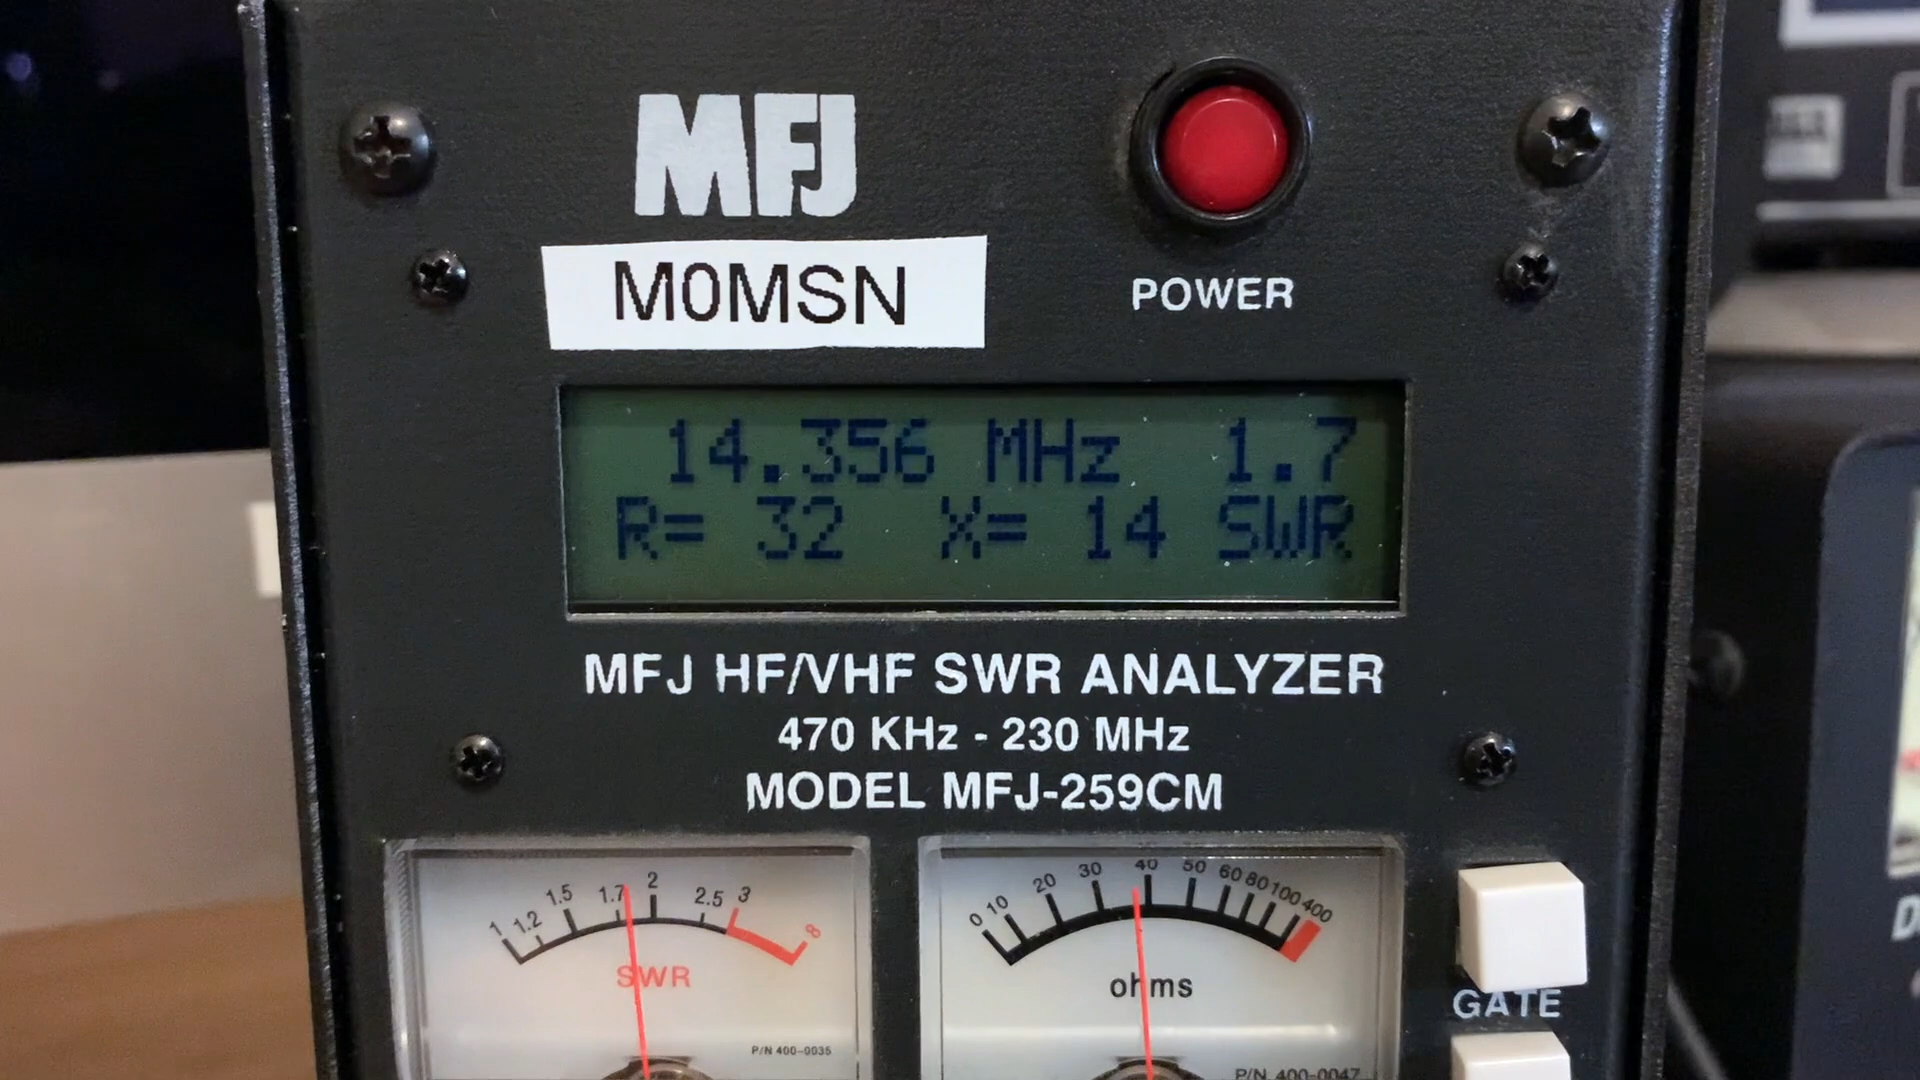 MFJ
M0MSN
POWER
14.356 MHz 1.7
R= 32 X= 14 SWR
MFJ HF/VHF SWR ANALYZER
470 KHz - 230 MHz
MODEL MFJ-259CM
1 1.2 1.5 1.7 2 2.5 3 8
SWR
P/N 400-0035
0 10 20 30 40 50 60 80 100 400
ohms
P/N 400-0047
GATE